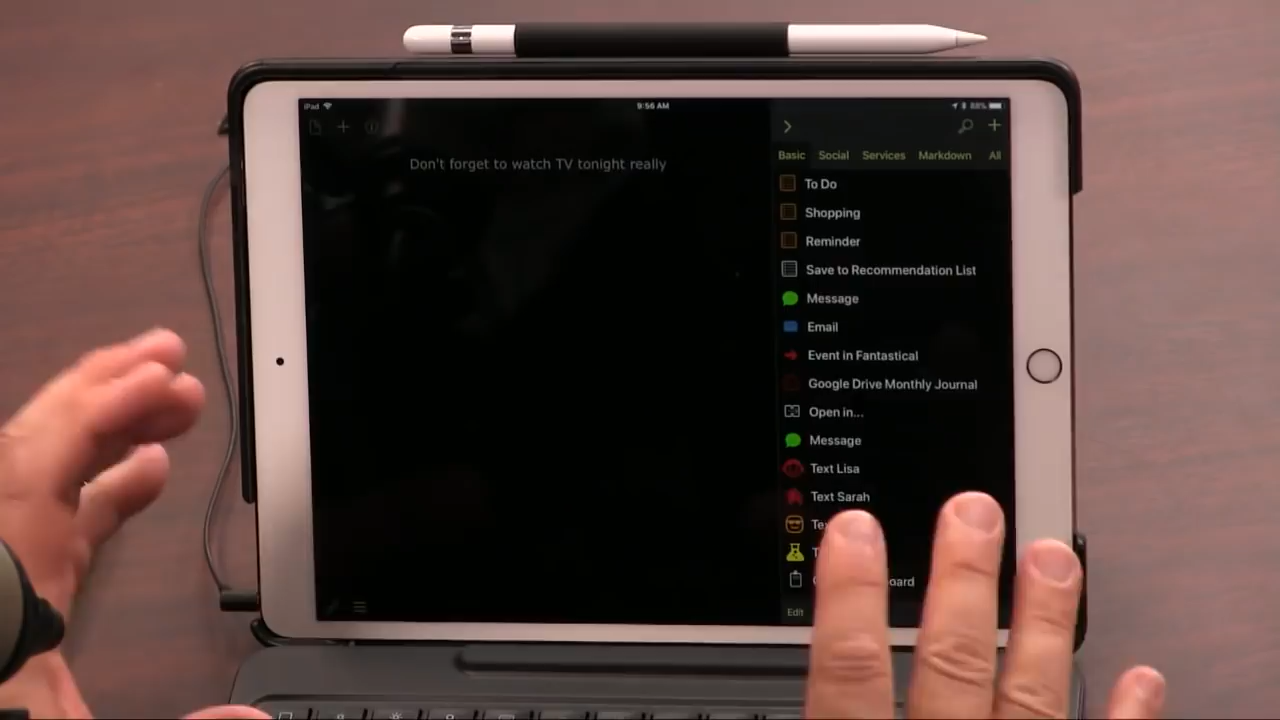 iPad
9:56 AM
88%
Basic Social Services Markdown All
Don't forget to watch TV tonight really
To Do
Shopping
Reminder
Save to Recommendation List
Message
Email
Event in Fantastical
Google Drive Monthly Journal
Open in...
Message
Text Lisa
Text Sarah
Edit